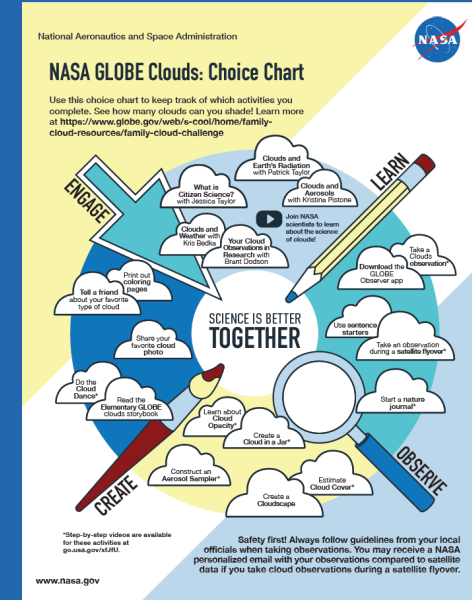 National Aeronautics and Space Administration
NASA
NASA GLOBE Clouds: Choice Chart
Use this choice chart to keep track of which activities you
complete. See how many clouds can you shade! Learn more
at https://www.globe.gov/web/s-cool/home/family-
cloud-resources/family-cloud-challenge
ENGAGE
LEARN
Clouds and
Earth's Radiation
with Patrick Taylor
What is
Citizen Science?
with Jessica Taylor
Clouds and
Aerosols
with Kristina Pistone
Clouds and
Weather with
Kris Bedka
Your Cloud
Observations in
Research with
Brant Dodson
Join NASA
scientists to learn
about the science
of clouds!
Print out
coloring
pages
Tell a friend
about your favorite
type of cloud
Share your
favorite cloud
photo
Do the
Cloud
Dance*
Read the
Elementary GLOBE
clouds storybook
SCIENCE IS BETTER
TOGETHER
Take a
Clouds
observation*
Download the
GLOBE
Observer app
Use sentence
starters
Take an observation
during a satellite flyover*
Start a nature
journal*
Learn about
Cloud
Opacity*
Create a
Cloud in a Jar*
Construct an
Aerosol Sampler*
Estimate
Cloud Cover*
Create a
Cloudscape
CREATE
OBSERVE
*Step-by-step videos are available
for these activities at
go.usa.gov/xfJfU.
Safety first! Always follow guidelines from your local
officials when taking observations. You may receive a NASA
personalized email with your observations compared to satellite
data if you take cloud observations during a satellite flyover.
www.nasa.gov